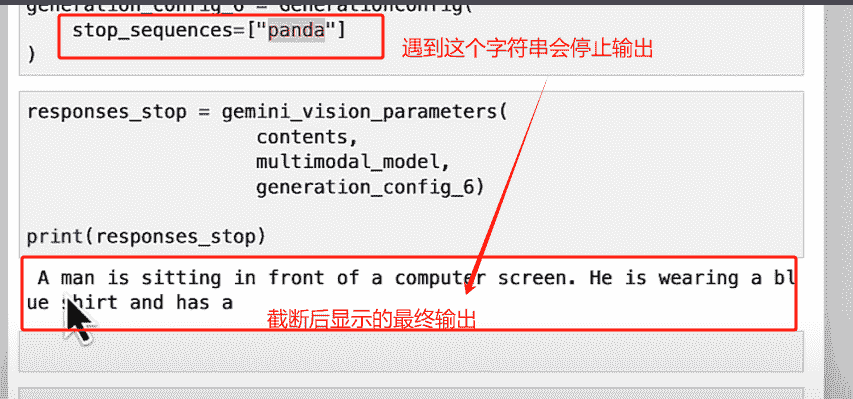 generation_config_6 = GenerationConfig(
stop_sequences=["panda"]
遇到这个字符串会停止输出
)
responses_stop = gemini_vision_parameters(
contents,
multimodal_model,
generation_config_6)
print(responses_stop)
A man is sitting in front of a computer screen. He is wearing a bl
ue shirt and has a
截断后显示的最终输出